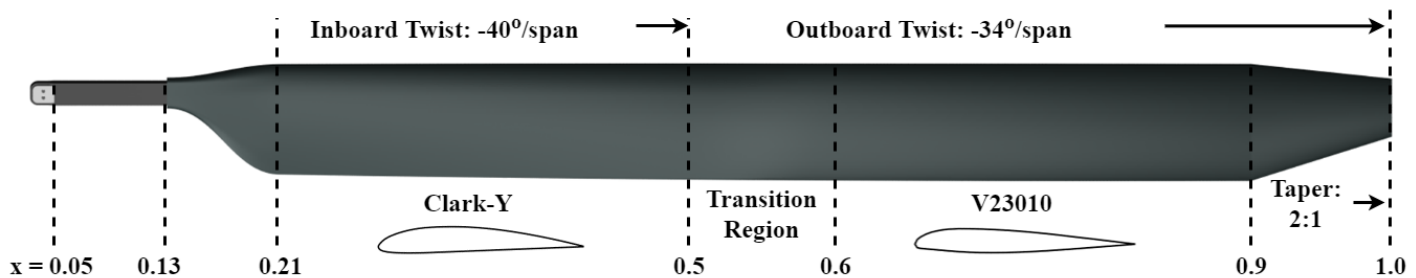 Inboard Twist: -40°/span
Outboard Twist: -34°/span
Clark-Y
Transition
Region
V23010
Taper:
2:1
x = 0.05
0.13
0.21
0.5
0.6
0.9
1.0